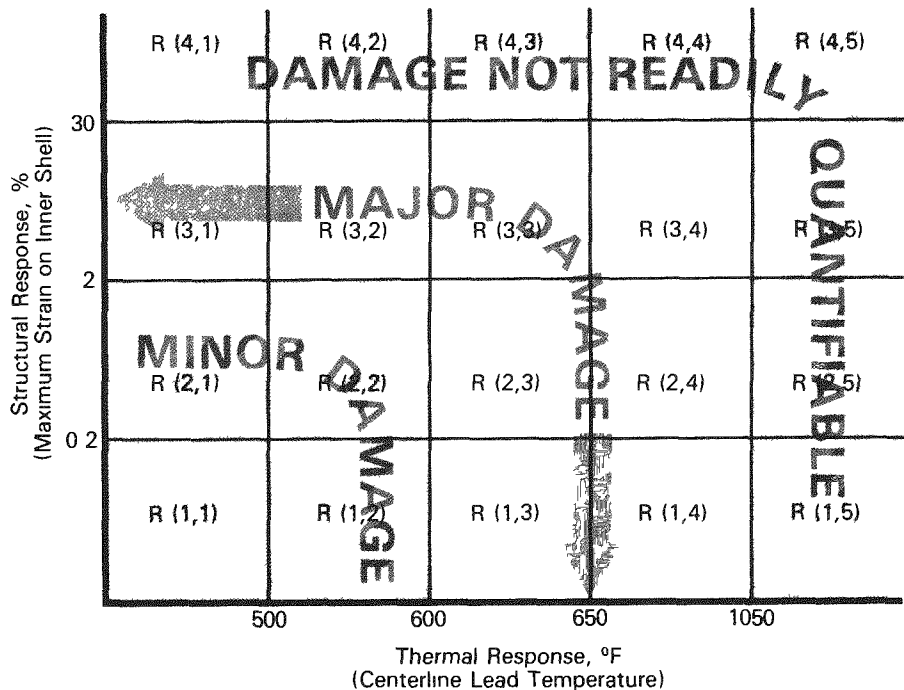 R (4,1) R (4,2) R (4,3) R (4,4) R (4,5)
DAMAGE NOT READILY QUANTIFIABLE
30
MAJOR DAMAGE
R (3,1) R (3,2) R (3,3) R (3,4) R (3,5)
2
MINOR DAMAGE
R (2,1) R (2,2) R (2,3) R (2,4) R (2,5)
0 2
R (1,1) R (1,2) R (1,3) R (1,4) R (1,5)
500 600 650 1050
Structural Response, %
(Maximum Strain on Inner Shell)
Thermal Response, °F
(Centerline Lead Temperature)